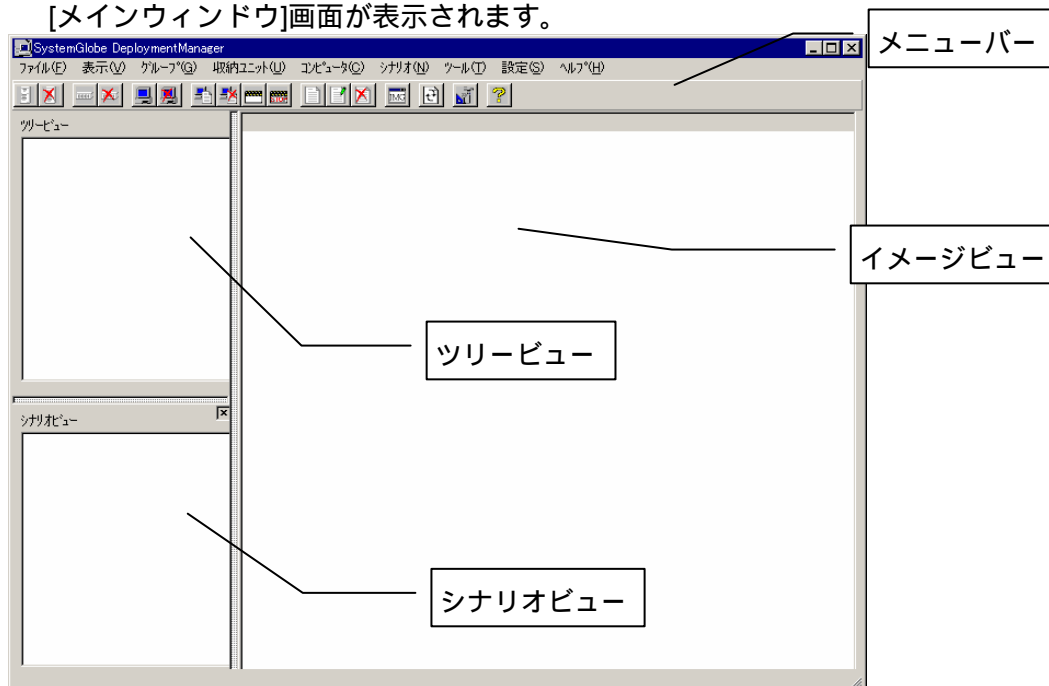 [メインウィンドウ]画面が表示されます。
SystemGlobe DeploymentManager
ファイル(F) 表示(V) グループ(G) 収納ユニット(U) コンピュータ(C) シナリオ(N) ツール(T) 設定(S) ヘルプ(H)
メニューバー
IMG
STOP
?
ツリービュー
イメージビュー
ツリービュー
シナリオビュー
シナリオビュー